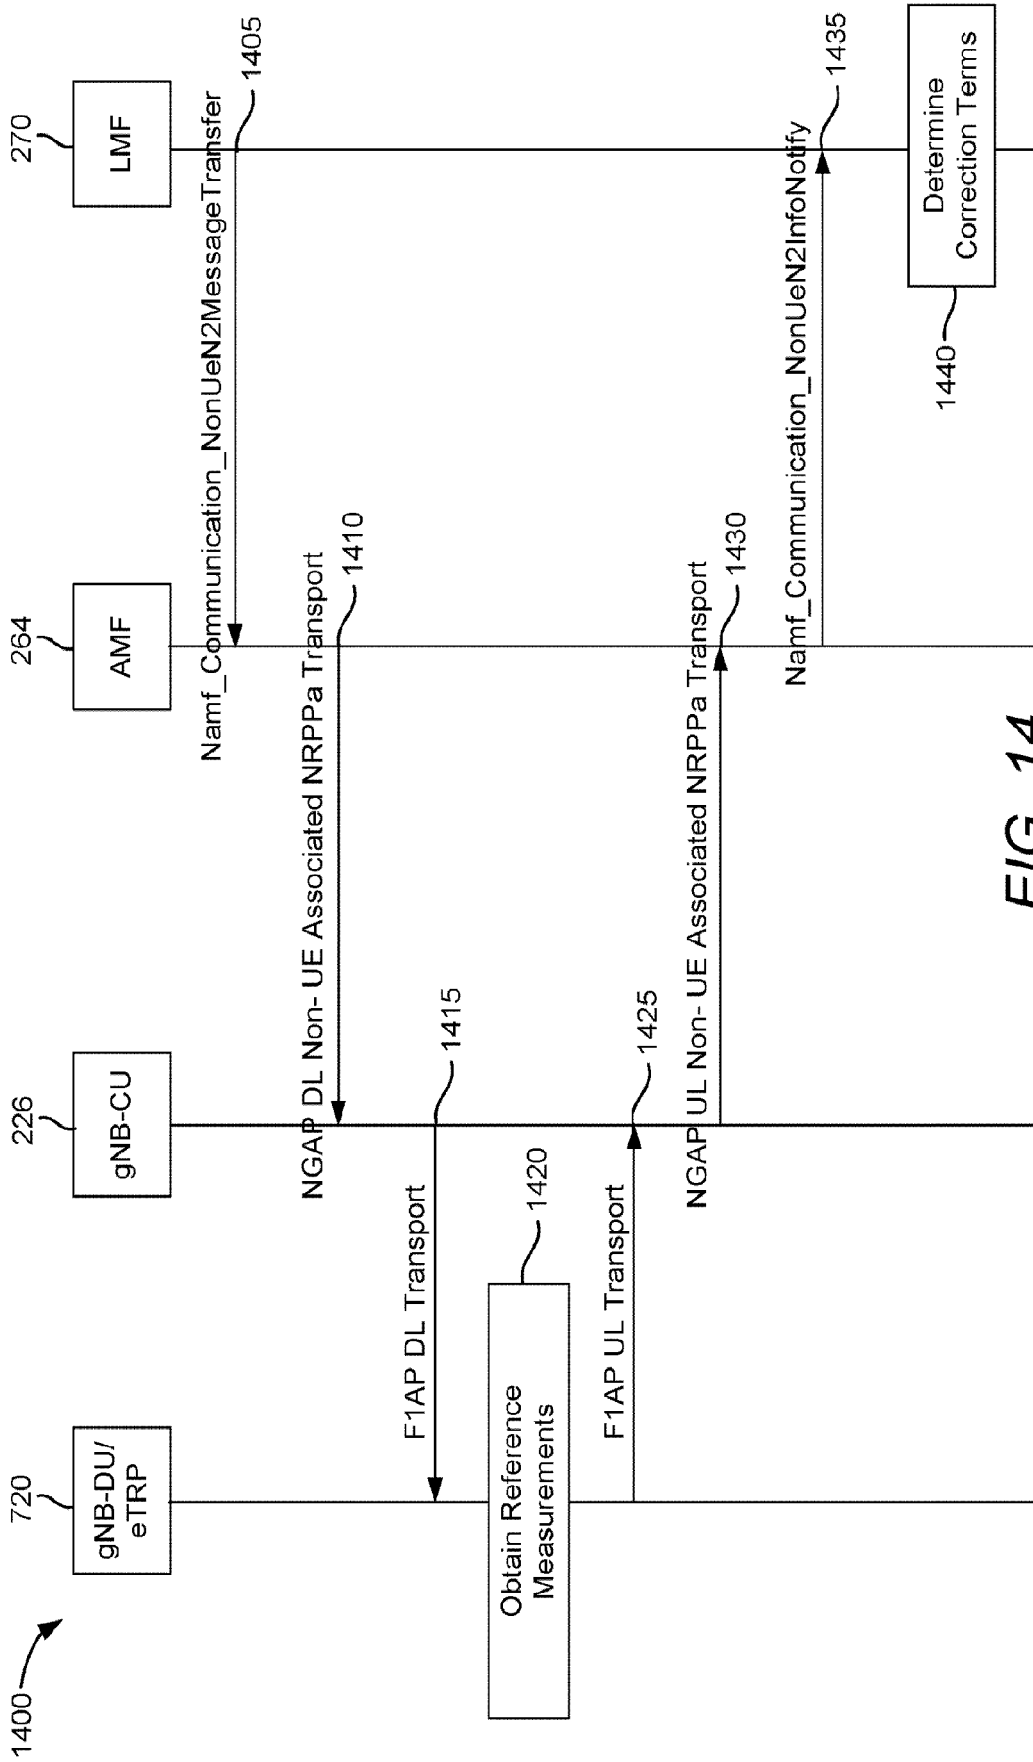 1400
720
gNB-DU/
eTRP
226
gNB-CU
264
AMF
270
LMF
Namf_Communication_NonUeN2MessageTransfer
1405
NGAP DL Non- UE Associated NRPPa Transport
1410
F1AP DL Transport
1415
Obtain Reference
Measurements
1420
F1AP UL Transport
1425
NGAP UL Non- UE Associated NRPPa Transport
1430
Namf_Communication_NonUeN2InfoNotify
1435
Determine
Correction Terms
1440
FIG. 14